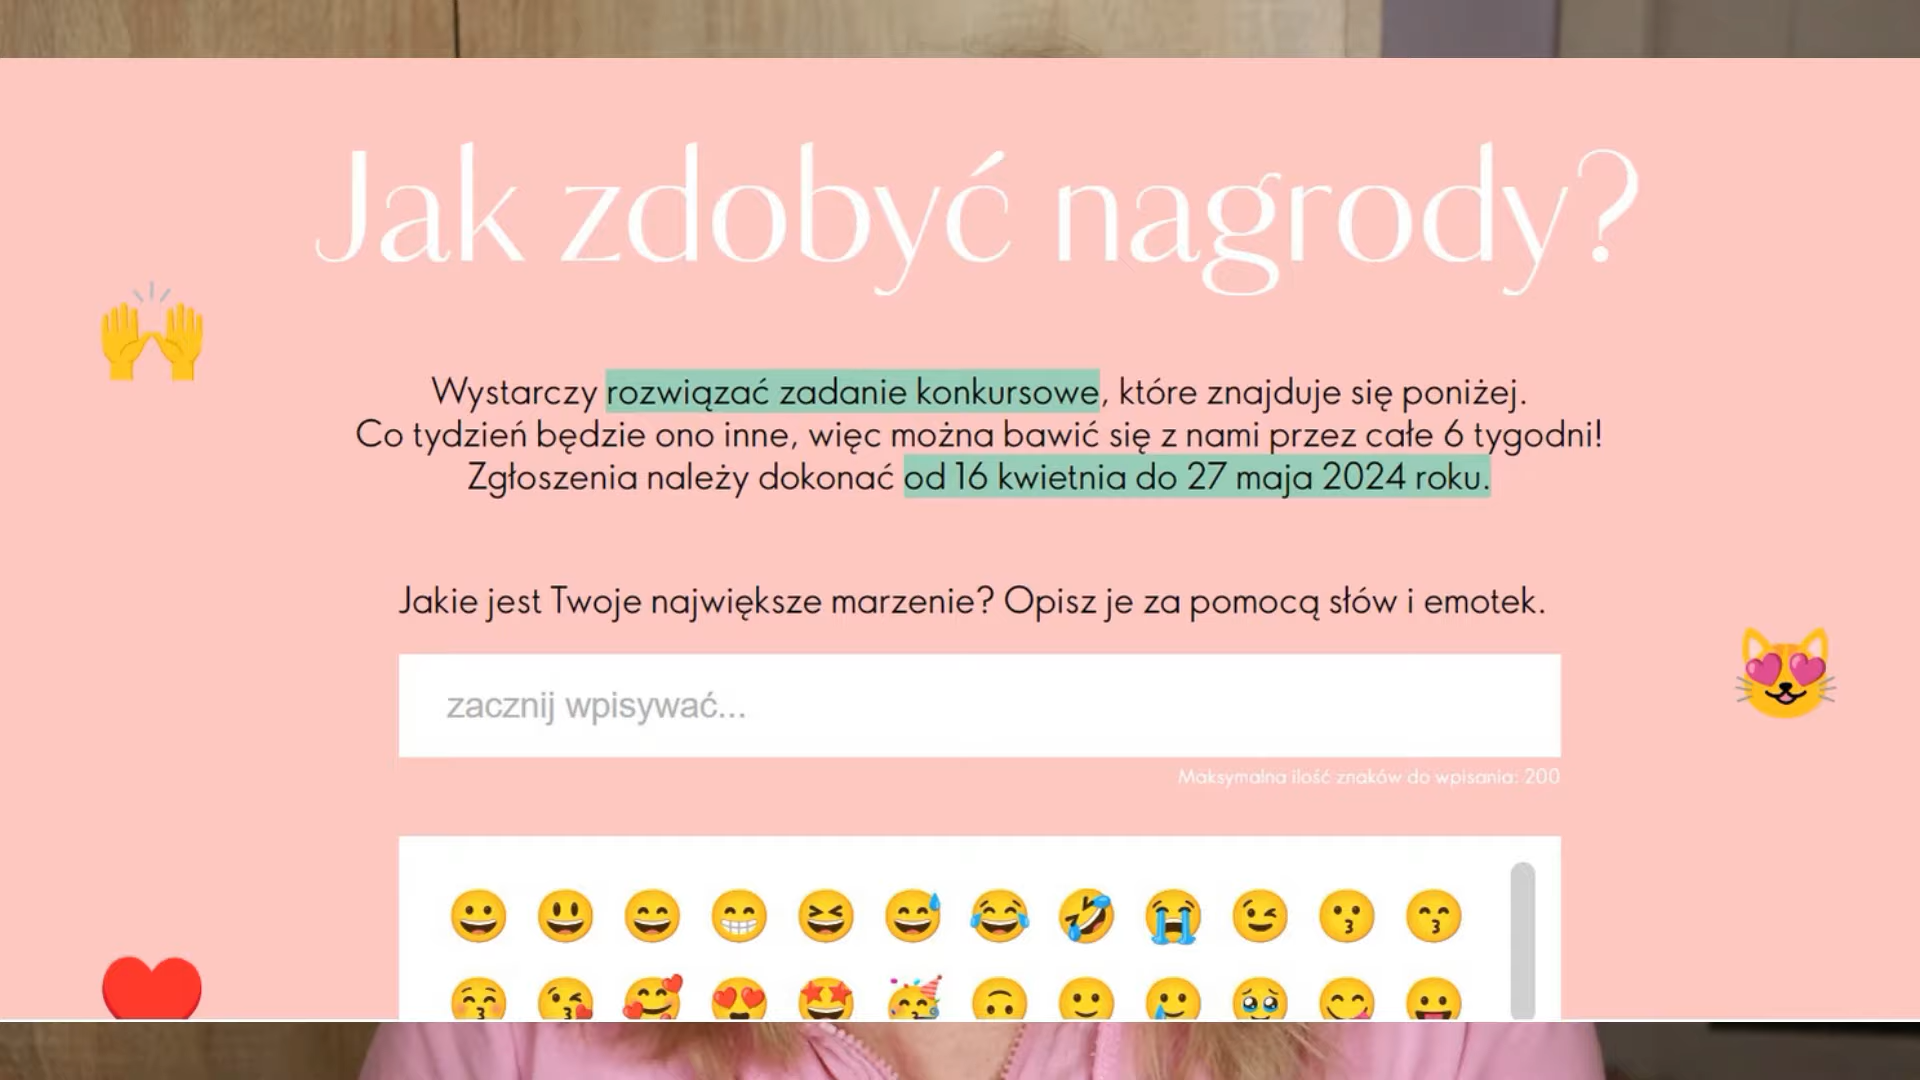 Jak zdobyć nagrody?
Wystarczy rozwiązać zadanie konkursowe, które znajduje się poniżej.
Co tydzień będzie ono inne, więc można bawić się z nami przez całe 6 tygodni!
Zgłoszenia należy dokonać od 16 kwietnia do 27 maja 2024 roku.
Jakie jest Twoje największe marzenie? Opisz je za pomocą słów i emotek.
zacznij wpisywać...
Maksymalna ilość znaków do wpisania: 200